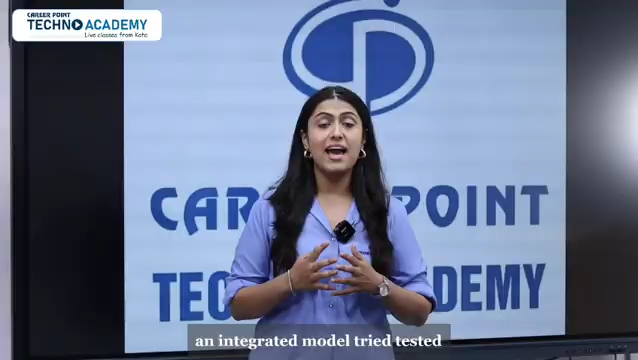 CAREER POINT
TECHNO ACADEMY
Live classes from Kota
CAR POINT
TEC DEMY
an integrated model tried tested